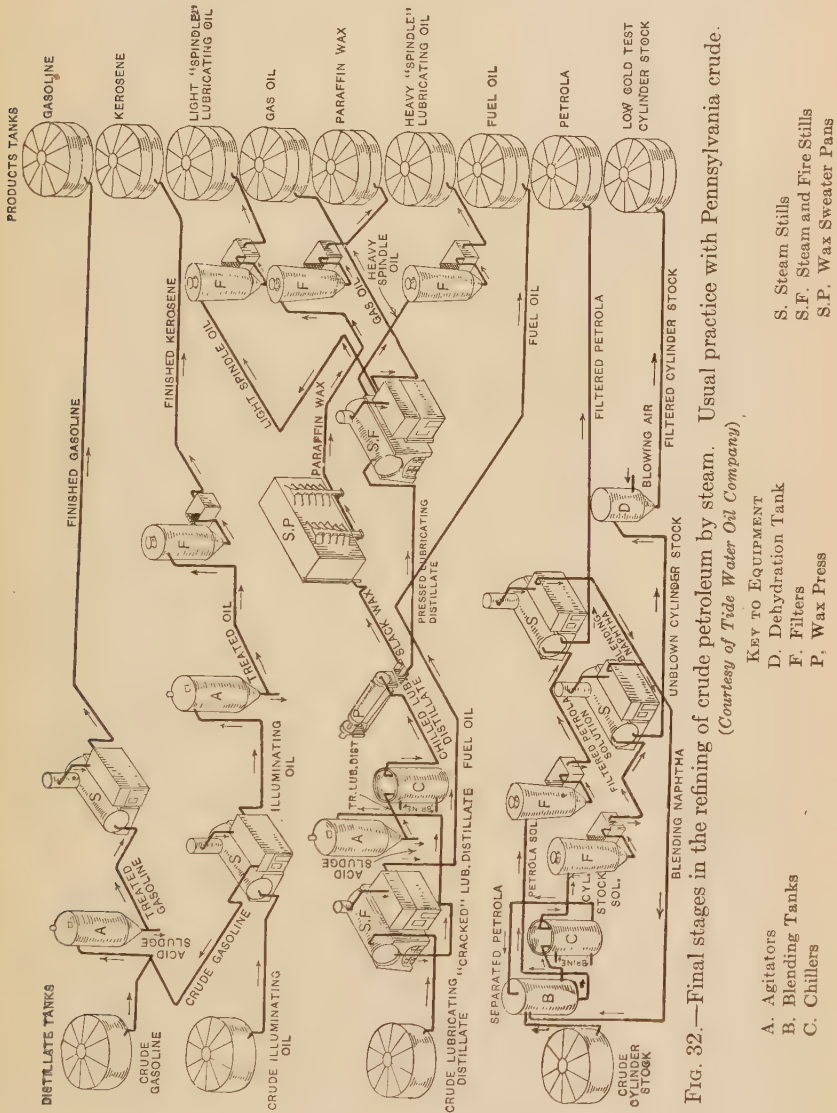 PRODUCTS TANKS
DISTILLATE TANKS
GASOLINE
KEROSENE
LIGHT "SPINDLE"
LUBRICATING OIL
GAS OIL
PARAFFIN WAX
HEAVY "SPINDLE"
LUBRICATING OIL
FUEL OIL
PETROLA
LOW COLD TEST
CYLINDER STOCK
CRUDE
GASOLINE
ACID
SLUDGE
A
TREATED
GASOLINE
S
FINISHED GASOLINE
CRUDE GASOLINE
CRUDE ILLUMINATING
OIL
S
ILLUMINATING
OIL
A
TREATED OIL
F
FINISHED KEROSENE
LIGHT SPINDLE OIL
F
F
GAS OIL
HEAVY
SPINDLE
OIL
F
CRUDE LUBRICATING
DISTILLATE
S.F
"CRACKED" LUB. DISTILLATE
ACID
SLUDGE
A
TR. LUB. DIST
BRINE
C
CHILLED LUB.
DISTILLATE
P
BLACK WAX
S.P
PARAFFIN WAX
PRESSED LUBRICATING
DISTILLATE
S.F
FUEL OIL
FUEL OIL
CRUDE
CYLINDER
STOCK
SEPARATED PETROLA
B
BRINE
C
PETROLA SOL.
CYL.
STOCK
SOL.
F
F
FILTERED PETROLA
SOLUTION
S
S
BLENDING
NAPHTHA
FILTERED PETROLA
UNBLOWN CYLINDER STOCK
BLENDING NAPHTHA
D
BLOWING AIR
FILTERED CYLINDER STOCK
FIG. 32.—Final stages in the refining of crude petroleum by steam. Usual practice with Pennsylvania crude.
(Courtesy of Tide Water Oil Company)
KEY TO EQUIPMENT
A. Agitators
B. Blending Tanks
C. Chillers
D. Dehydration Tank
F. Filters
P. Wax Press
S. Steam Stills
S.F. Steam and Fire Stills
S.P. Wax Sweater Pans